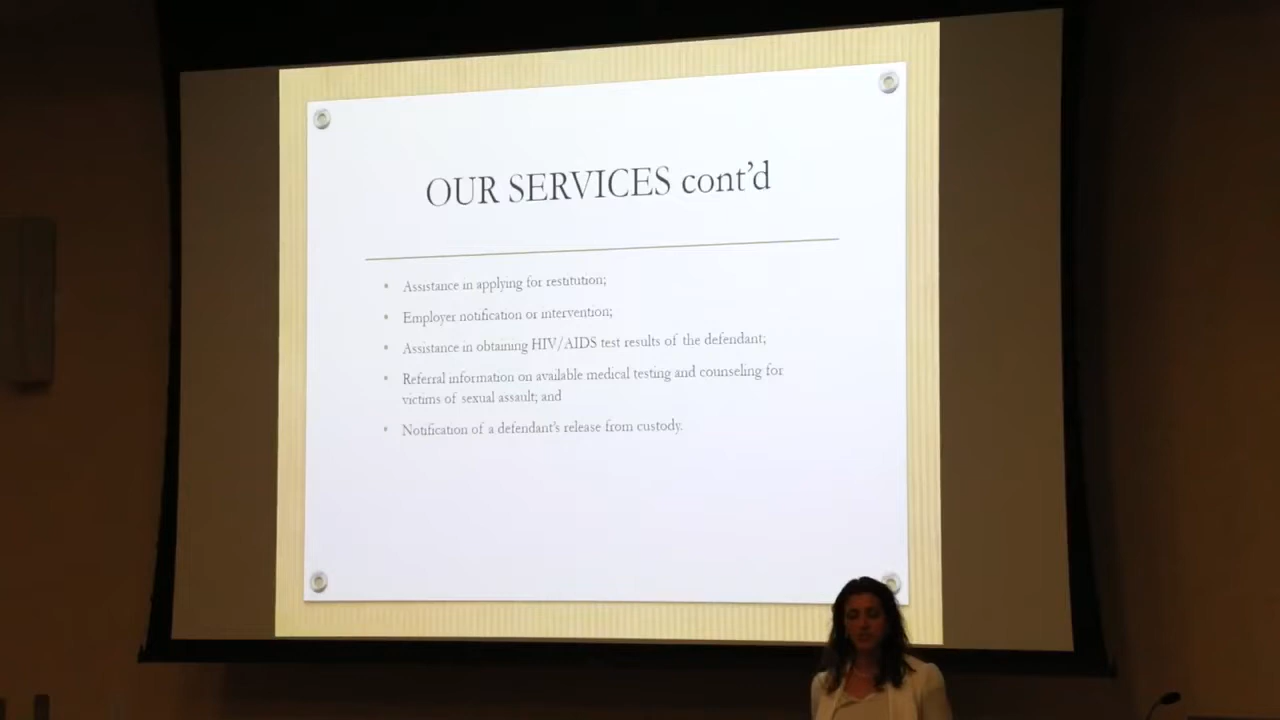 OUR SERVICES cont'd
• Assistance in applying for restitution;
• Employer notification or intervention;
• Assistance in obtaining HIV/AIDS test results of the defendant;
• Referral information on available medical testing and counseling for
victims of sexual assault; and
• Notification of a defendant's release from custody.